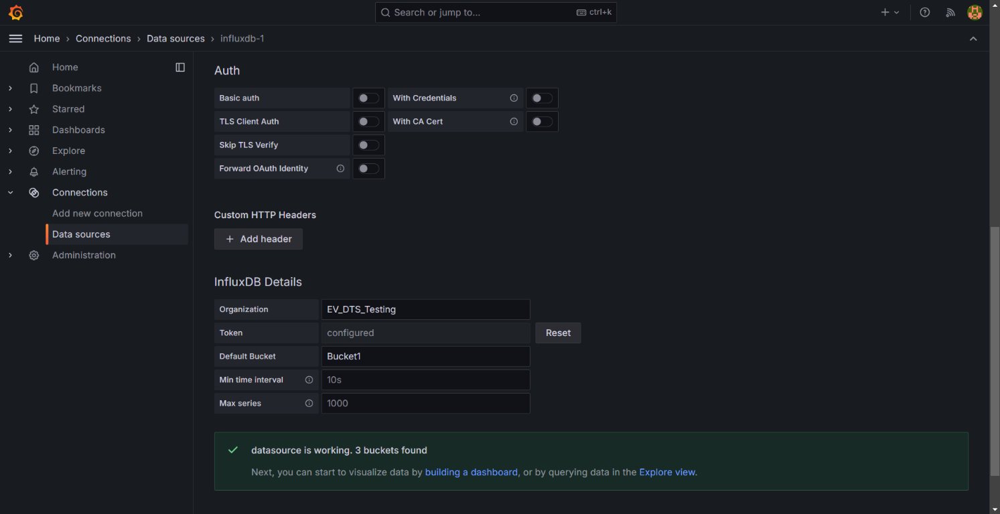 Search or jump to...
ctrl+k
Home › Connections › Data sources › influxdb-1
Home
Bookmarks
Starred
Dashboards
Explore
Alerting
Connections
Add new connection
Data sources
Administration
Auth
Basic auth
With Credentials
TLS Client Auth
With CA Cert
Skip TLS Verify
Forward OAuth Identity
Custom HTTP Headers
+ Add header
InfluxDB Details
Organization EV_DTS_Testing
Token configured Reset
Default Bucket Bucket1
Min time interval 10s
Max series 1000
datasource is working. 3 buckets found
Next, you can start to visualize data by building a dashboard, or by querying data in the Explore view.